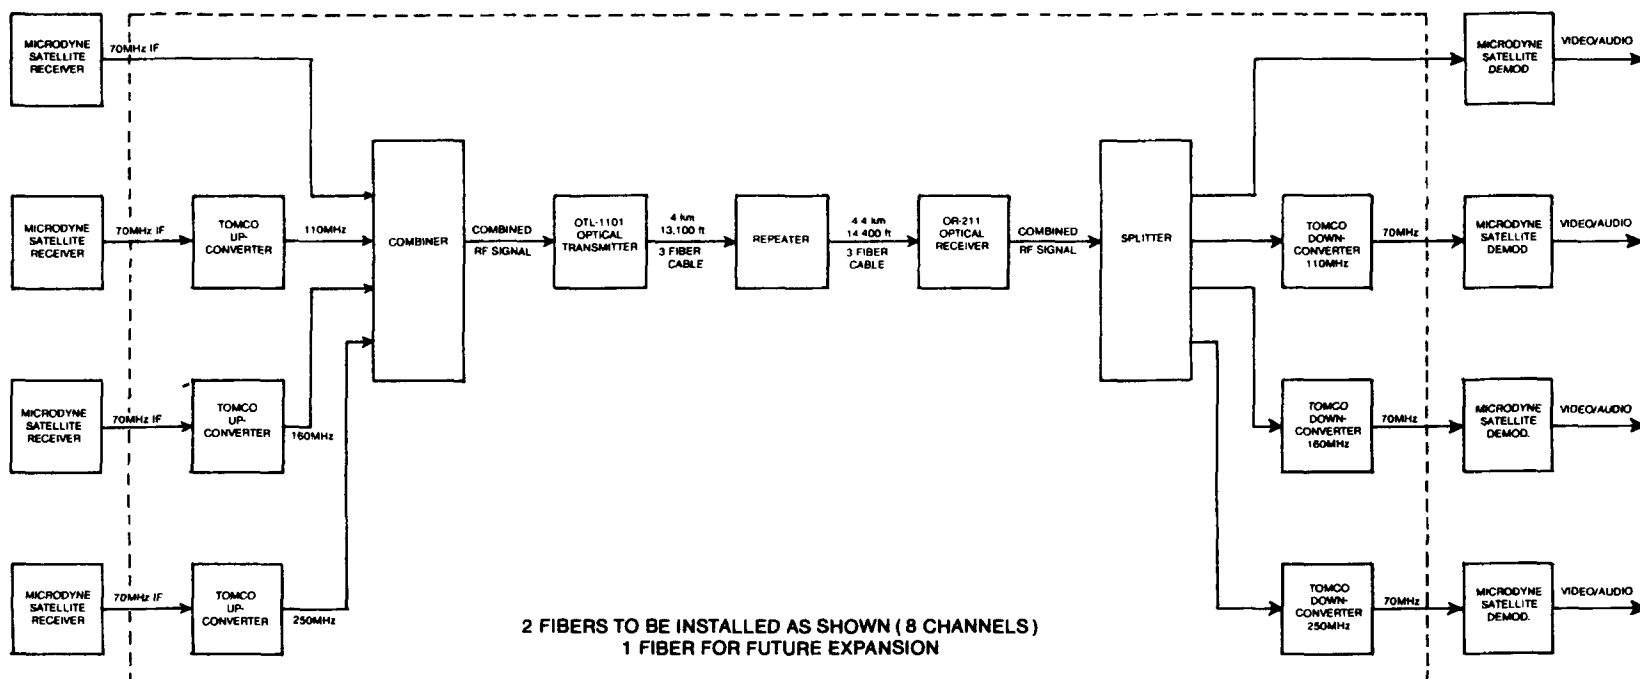 MICRODYNE
SATELLITE
RECEIVER
70MHz IF
MICRODYNE
SATELLITE
RECEIVER
70MHz IF
TOMCO
UP-
CONVERTER
110MHz
MICRODYNE
SATELLITE
RECEIVER
70MHz IF
TOMCO
UP-
CONVERTER
160MHz
MICRODYNE
SATELLITE
RECEIVER
70MHz IF
TOMCO
UP-
CONVERTER
250MHz
COMBINER
COMBINED
RF SIGNAL
OTL-1101
OPTICAL
TRANSMITTER
4 km
13,100 ft
3 FIBER
CABLE
REPEATER
4 4 km
14 400 ft
3 FIBER
CABLE
OR-211
OPTICAL
RECEIVER
COMBINED
RF SIGNAL
SPLITTER
MICRODYNE
SATELLITE
DEMOD
VIDEO/AUDIO
TOMCO
DOWN-
CONVERTER
110MHz
70MHz
MICRODYNE
SATELLITE
DEMOD
VIDEO/AUDIO
TOMCO
DOWN-
CONVERTER
160MHz
70MHz
MICRODYNE
SATELLITE
DEMOD.
VIDEO/AUDIO
TOMCO
DOWN-
CONVERTER
250MHz
70MHz
MICRODYNE
SATELLITE
DEMOD.
VIDEO/AUDIO
2 FIBERS TO BE INSTALLED AS SHOWN ( 8 CHANNELS )
1 FIBER FOR FUTURE EXPANSION